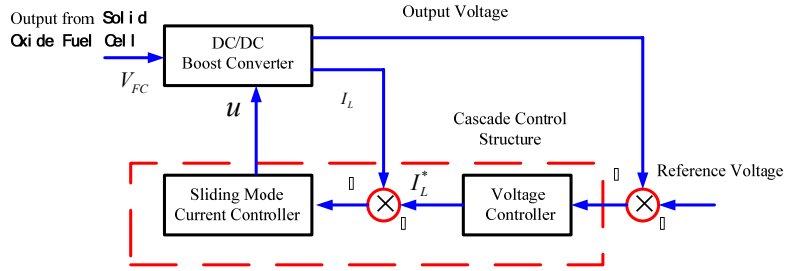 Output from Solid
Oxide Fuel Cell
V_FC
DC/DC
Boost Converter
Output Voltage
I_L
u
Cascade Control
Structure
Sliding Mode
Current Controller
I_L^*
Voltage
Controller
Reference Voltage